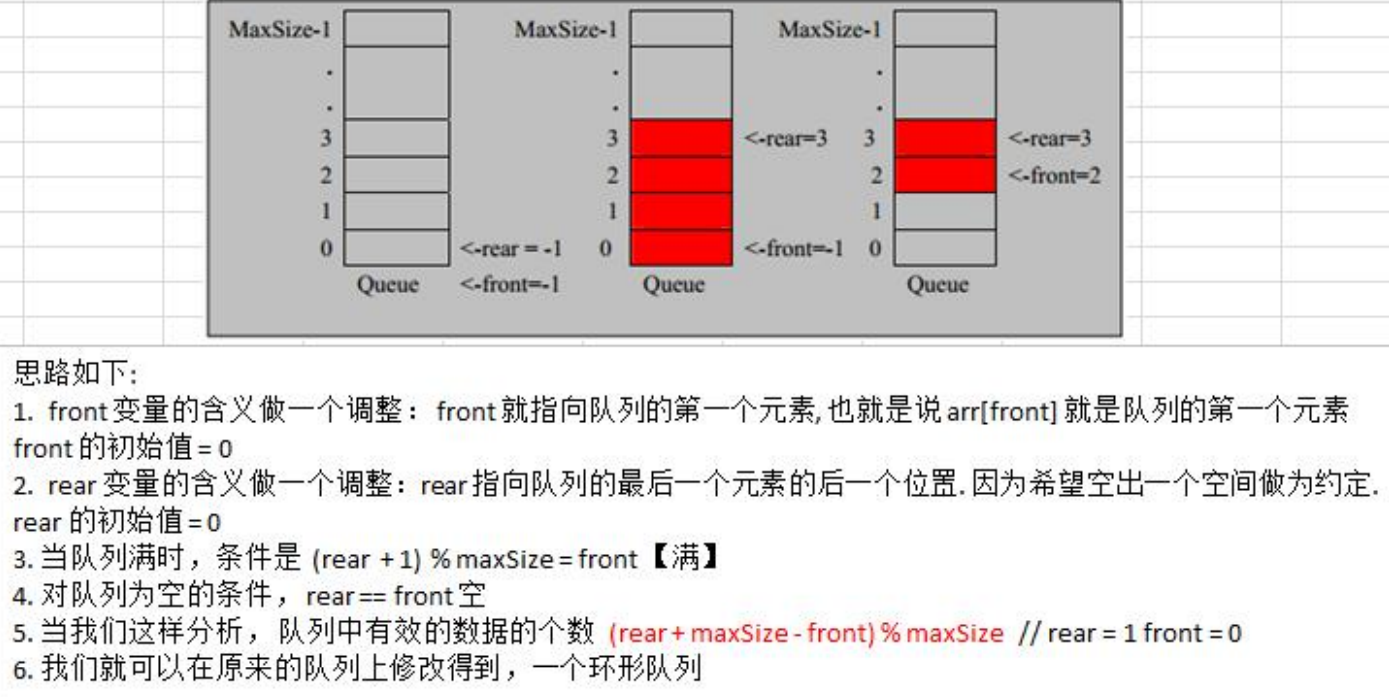 MaxSize-1 MaxSize-1 MaxSize-1
. . .
. . .
3 3 <-rear=3 3 <-rear=3
2 2 2 <-front=2
1 1 1
0 <-rear = -1 0 <-front=-1 0
Queue <-front=-1 Queue Queue
思路如下:
1. front 变量的含义做一个调整： front 就指向队列的第一个元素, 也就是说 arr[front] 就是队列的第一个元素
front 的初始值 = 0
2. rear 变量的含义做一个调整：rear 指向队列的最后一个元素的后一个位置. 因为希望空出一个空间做为约定.
rear 的初始值 = 0
3. 当队列满时，条件是 (rear + 1) % maxSize = front 【满】
4. 对队列为空的条件， rear == front 空
5. 当我们这样分析， 队列中有效的数据的个数 (rear + maxSize - front) % maxSize // rear = 1 front = 0
6. 我们就可以在原来的队列上修改得到，一个环形队列